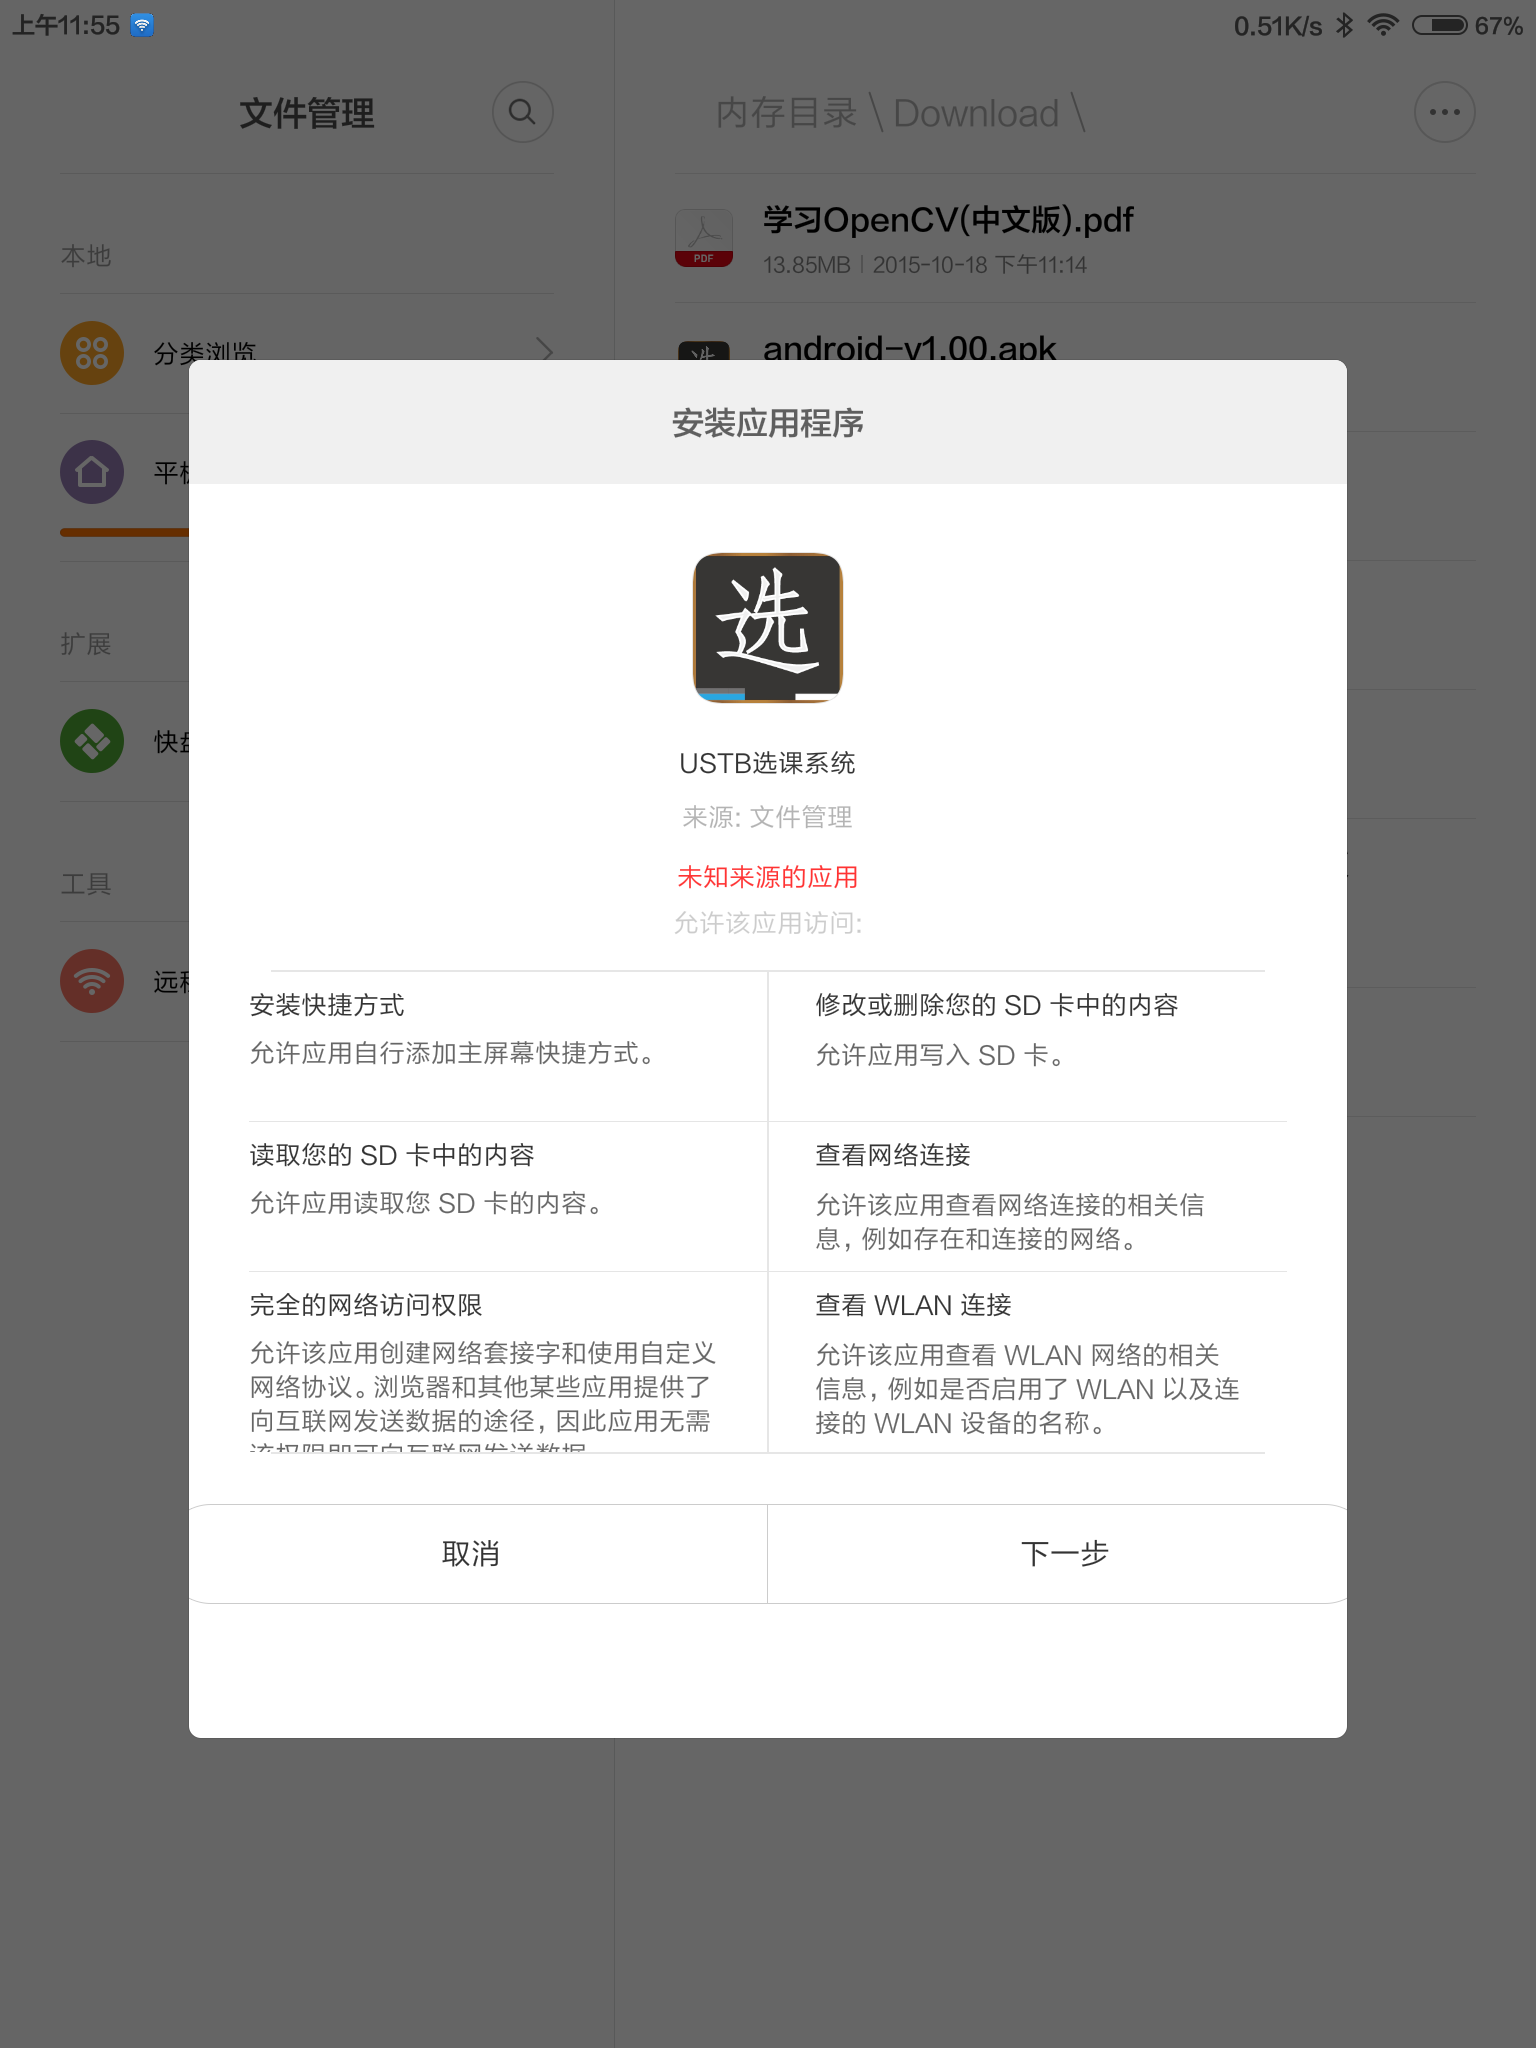 上午11:55
0.51K/s
67%
文件管理
内存目录 \ Download \
本地
学习OpenCV(中文版).pdf
PDF
13.85MB | 2015-10-18 下午11:14
分类浏览
选
android-v1.00.apk
扩展
工具
安装应用程序
选
USTB选课系统
来源: 文件管理
未知来源的应用
允许该应用访问:
安装快捷方式
允许应用自行添加主屏幕快捷方式。
修改或删除您的 SD 卡中的内容
允许应用写入 SD 卡。
读取您的 SD 卡中的内容
允许应用读取您 SD 卡的内容。
查看网络连接
允许该应用查看网络连接的相关信
息，例如存在和连接的网络。
完全的网络访问权限
允许该应用创建网络套接字和使用自定义
网络协议。浏览器和其他某些应用提供了
向互联网发送数据的途径，因此应用无需
该权限即可向互联网发送数据
查看 WLAN 连接
允许该应用查看 WLAN 网络的相关
信息，例如是否启用了 WLAN 以及连
接的 WLAN 设备的名称。
取消
下一步